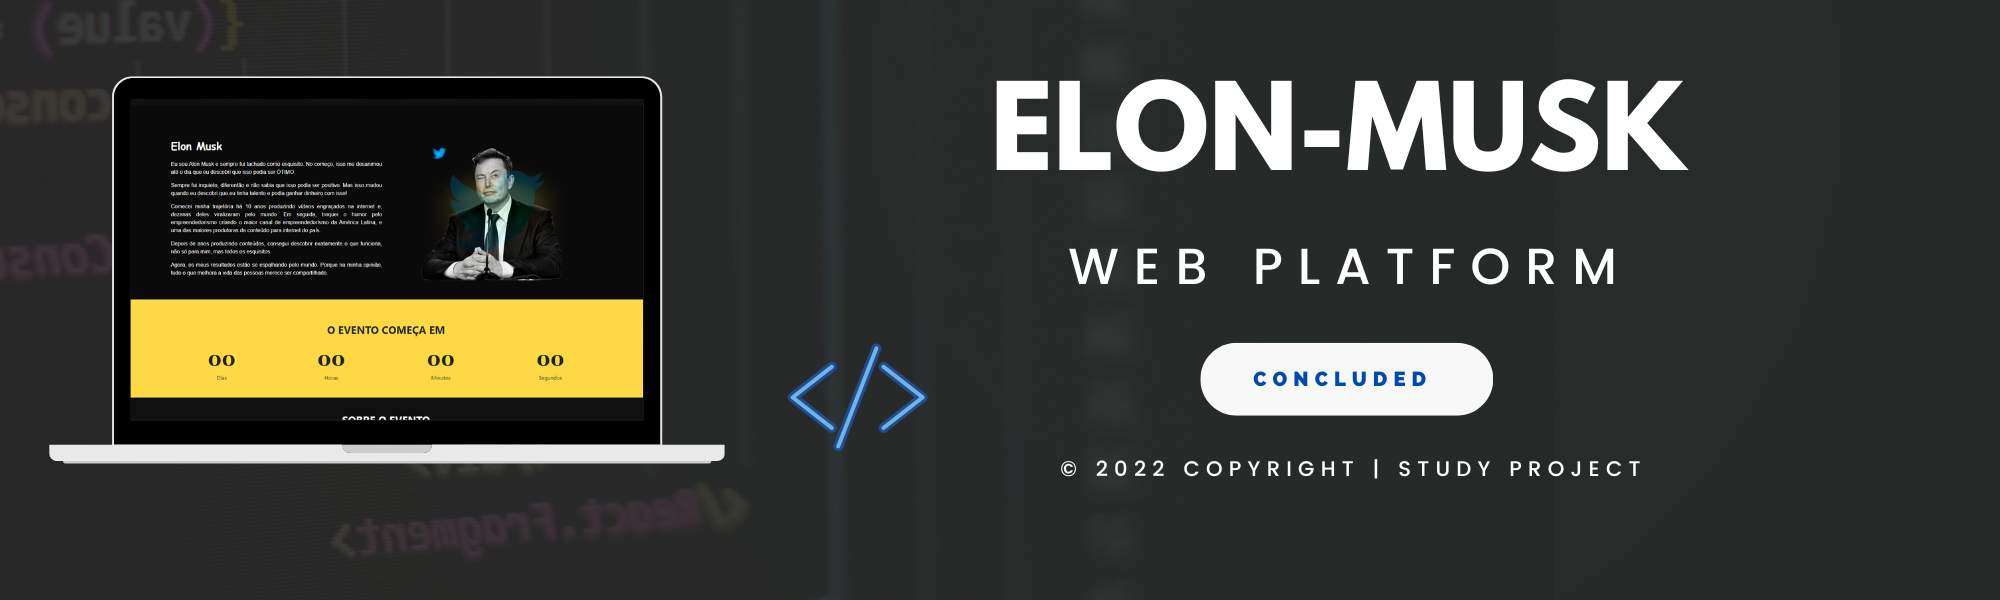 ELON-MUSK
WEB PLATFORM
CONCLUDED
© 2022 COPYRIGHT | STUDY PROJECT
Elon Musk
Eu sou Alon Musk e sempre fui tachado como esquisito. No começo, isso me desanimou
até o dia que eu descobri que isso podia ser ÓTIMO.
Sempre fui inquieto, diferentão e não sabia que isso podia ser positivo. Mas isso mudou
quando eu descobri que eu tinha talento e podia ganhar dinheiro com isse!
Comecei minha trajetória há 10 anos produzindo vídeos engraçados na internet e,
dezenas deles viralizaram pelo mundo. Em seguida, troquei o humor pelo
empreendedorismo criando o maior canal de empreendedorismo da América Latina, e
uma das maiores produtoras de conteúdo para internet do país.
Depois de anos produzindo conteúdos, consegui descobrir exatamente o que funciona,
não só para mim, mas todos os esquisitos.
Agora, os meus resultados estão se espalhando pelo mundo. Porque na minha opinião,
tudo o que melhora a vida das pessoas merece ser compartilhado.
O EVENTO COMEÇA EM
00 00 00 00
Dias Horas Minutos Segundos
SOBRE O EVENTO
</>
{(value)
conso
Conso
</React.Fragment>